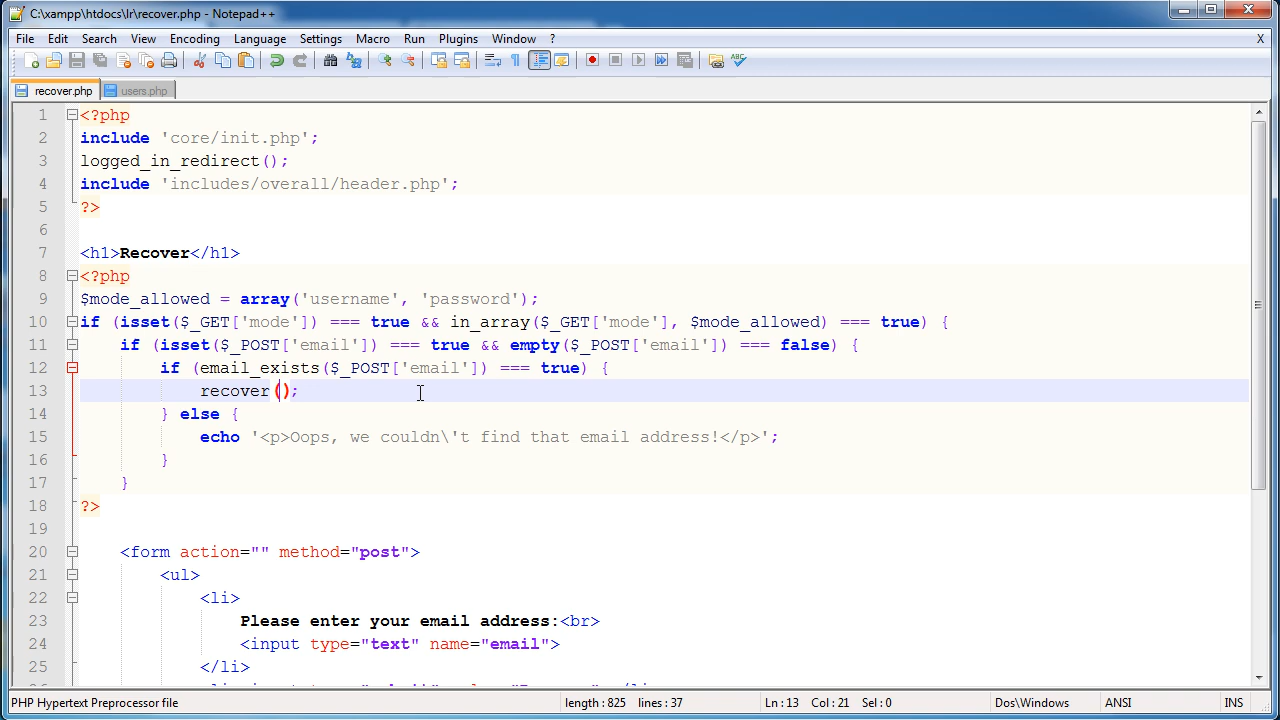 C:\xampp\htdocs\lr\recover.php - Notepad++
File Edit Search View Encoding Language Settings Macro Run Plugins Window ? X
recover.php users.php
1 <?php
2 include 'core/init.php';
3 logged_in_redirect();
4 include 'includes/overall/header.php';
5 ?>
6
7 <h1>Recover</h1>
8 <?php
9 $mode_allowed = array('username', 'password');
10 if (isset($_GET['mode']) === true && in_array($_GET['mode'], $mode_allowed) === true) {
11 if (isset($_POST['email']) === true && empty($_POST['email']) === false) {
12 if (email_exists($_POST['email']) === true) {
13 recover();
14 } else {
15 echo '<p>Oops, we couldn\'t find that email address!</p>';
16 }
17 }
18 ?>
19
20 <form action="" method="post">
21 <ul>
22 <li>
23 Please enter your email address:<br>
24 <input type="text" name="email">
25 </li>
PHP Hypertext Preprocessor file length : 825 lines : 37 Ln : 13 Col : 21 Sel : 0 Dos\Windows ANSI INS